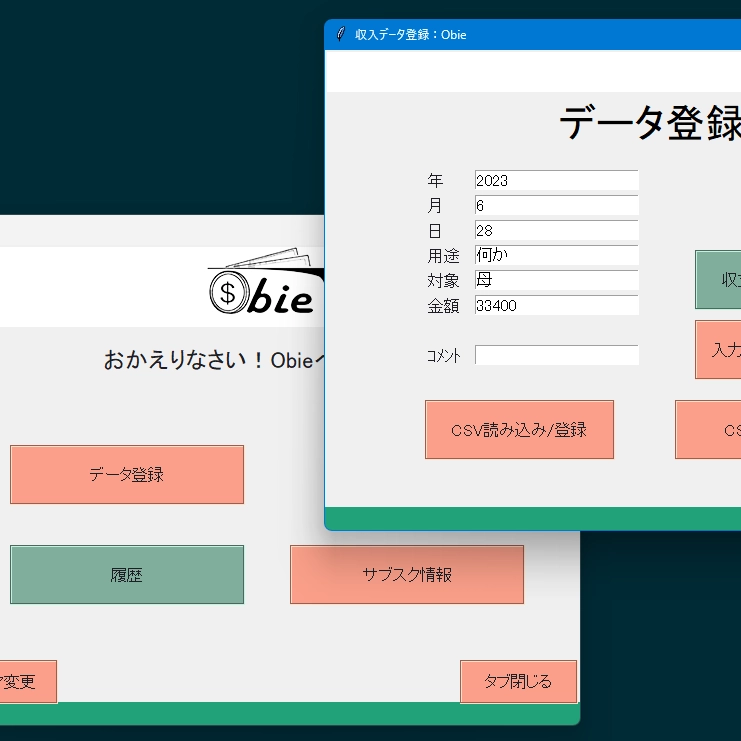 収入データ登録：Obie
データ登録
年 2023
月 6
日 28
用途 何か
対象 母
金額 33400
コメント
収支
入力
CSV読み込み/登録
CS
$bie
おかえりなさい！Obieへ
データ登録
履歴
サブスク情報
変更
タブ閉じる